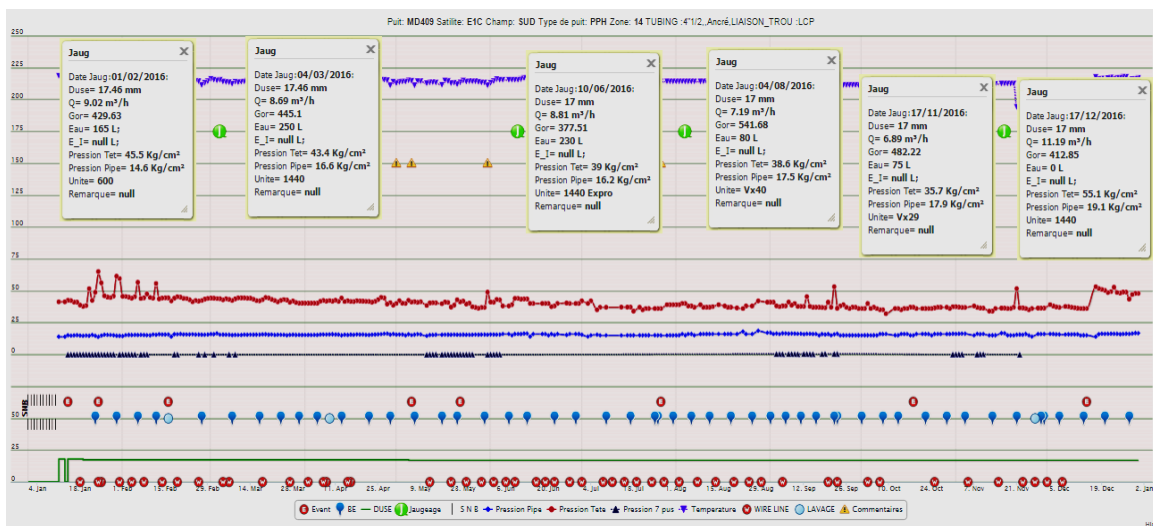 Puit: MD409 Satilite: E1C Champ: SUD Type de puit: PPH Zone: 14 TUBING :4"1/2,,Ancré,LIAISON_TROU :LCP
250
225
200
175
150
125
100
75
50
25
0
Jaug
Date Jaug:01/02/2016:
Duse= 17.46 mm
Q= 9.02 m³/h
Gor= 429.63
Eau= 165 L;
E_I= null L;
Pression Tet= 45.5 Kg/cm²
Pression Pipe= 14.6 Kg/cm²
Unite= 600
Remarque= null
Jaug
Date Jaug:04/03/2016:
Duse= 17.46 mm
Q= 8.69 m³/h
Gor= 445.1
Eau= 250 L
E_I= null L;
Pression Tet= 43.4 Kg/cm²
Pression Pipe= 16.6 Kg/cm²
Unite= 1440
Remarque= null
Jaug
Date Jaug:10/06/2016:
Duse= 17 mm
Q= 8.81 m³/h
Gor= 377.51
Eau= 230 L
E_I= null L;
Pression Tet= 39 Kg/cm²
Pression Pipe= 16.2 Kg/cm²
Unite= 1440 Expro
Remarque= null
Jaug
Date Jaug:04/08/2016:
Duse= 17 mm
Q= 7.19 m³/h
Gor= 541.68
Eau= 80 L
E_I= null L;
Pression Tet= 38.6 Kg/cm²
Pression Pipe= 17.5 Kg/cm²
Unite= Vx40
Remarque= null
Jaug
Date Jaug:17/11/2016:
Duse= 17 mm
Q= 6.89 m³/h
Gor= 482.22
Eau= 75 L
E_I= null L;
Pression Tet= 35.7 Kg/cm²
Pression Pipe= 17.9 Kg/cm²
Unite= Vx29
Remarque= null
Jaug
Date Jaug:17/12/2016:
Duse= 17 mm
Q= 11.19 m³/h
Gor= 412.85
Eau= 0 L
E_I= null L;
Pression Tet= 55.1 Kg/cm²
Pression Pipe= 19.1 Kg/cm²
Unite= 1440
Remarque= null
SNB
50
25
0
4. Jan 18. Jan 1. Feb 15. Feb 29. Feb 14. Mar 28. Mar 11. Apr 25. Apr 9. May 23. May 6. Jun 20. Jun 4. Jul 18. Jul 1. Aug 15. Aug 29. Aug 12. Sep 26. Sep 10. Oct 24. Oct 7. Nov 21. Nov 5. Dec 19. Dec 2. Jan
Event BE DUSE Jaugeage S N B Pression Pipe Pression Tete Pression 7 pus Temperature WIRE LINE LAVAGE Commentaires